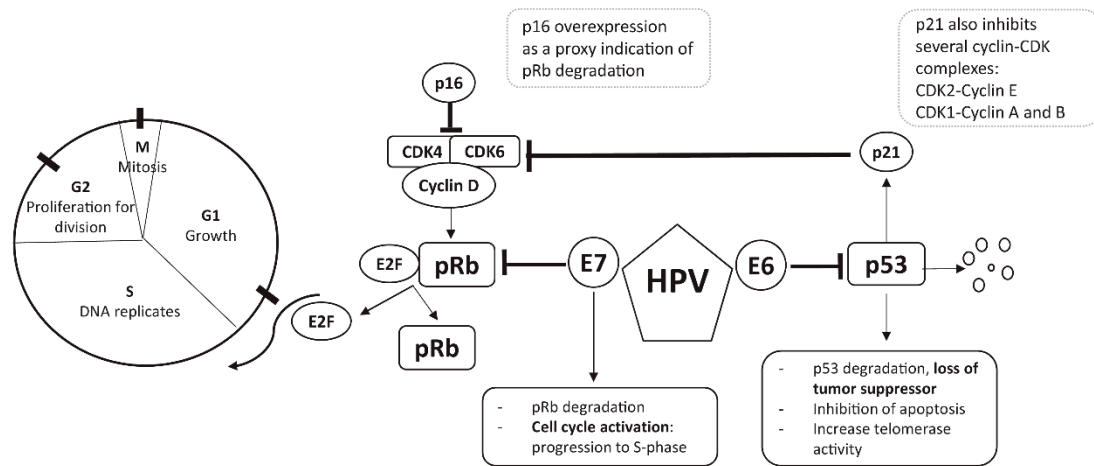 p16 overexpression
as a proxy indication of
pRb degradation
p21 also inhibits
several cyclin-CDK
complexes:
CDK2-Cyclin E
CDK1-Cyclin A and B
p16
CDK4
CDK6
Cyclin D
p21
M
Mitosis
G2
Proliferation for
division
G1
Growth
S
DNA replicates
E2F
pRb
E7
HPV
E6
p53
E2F
pRb
- pRb degradation
- Cell cycle activation:
progression to S-phase
- p53 degradation, loss of
tumor suppressor
- Inhibition of apoptosis
- Increase telomerase
activity